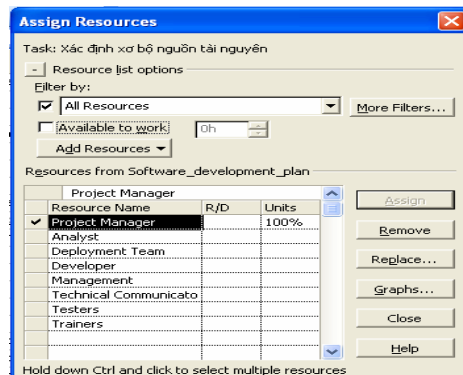 Assign Resources
Task: Xác định xơ bộ nguồn tài nguyên
- Resource list options
Filter by:
All Resources
More Filters...
Available to work
0h
Add Resources
Resources from Software_development_plan
Project Manager
Resource Name R/D Units
Project Manager 100%
Analyst
Deployment Team
Developer
Management
Technical Communicato
Testers
Trainers
Assign
Remove
Replace...
Graphs...
Close
Help
Hold down Ctrl and click to select multiple resources